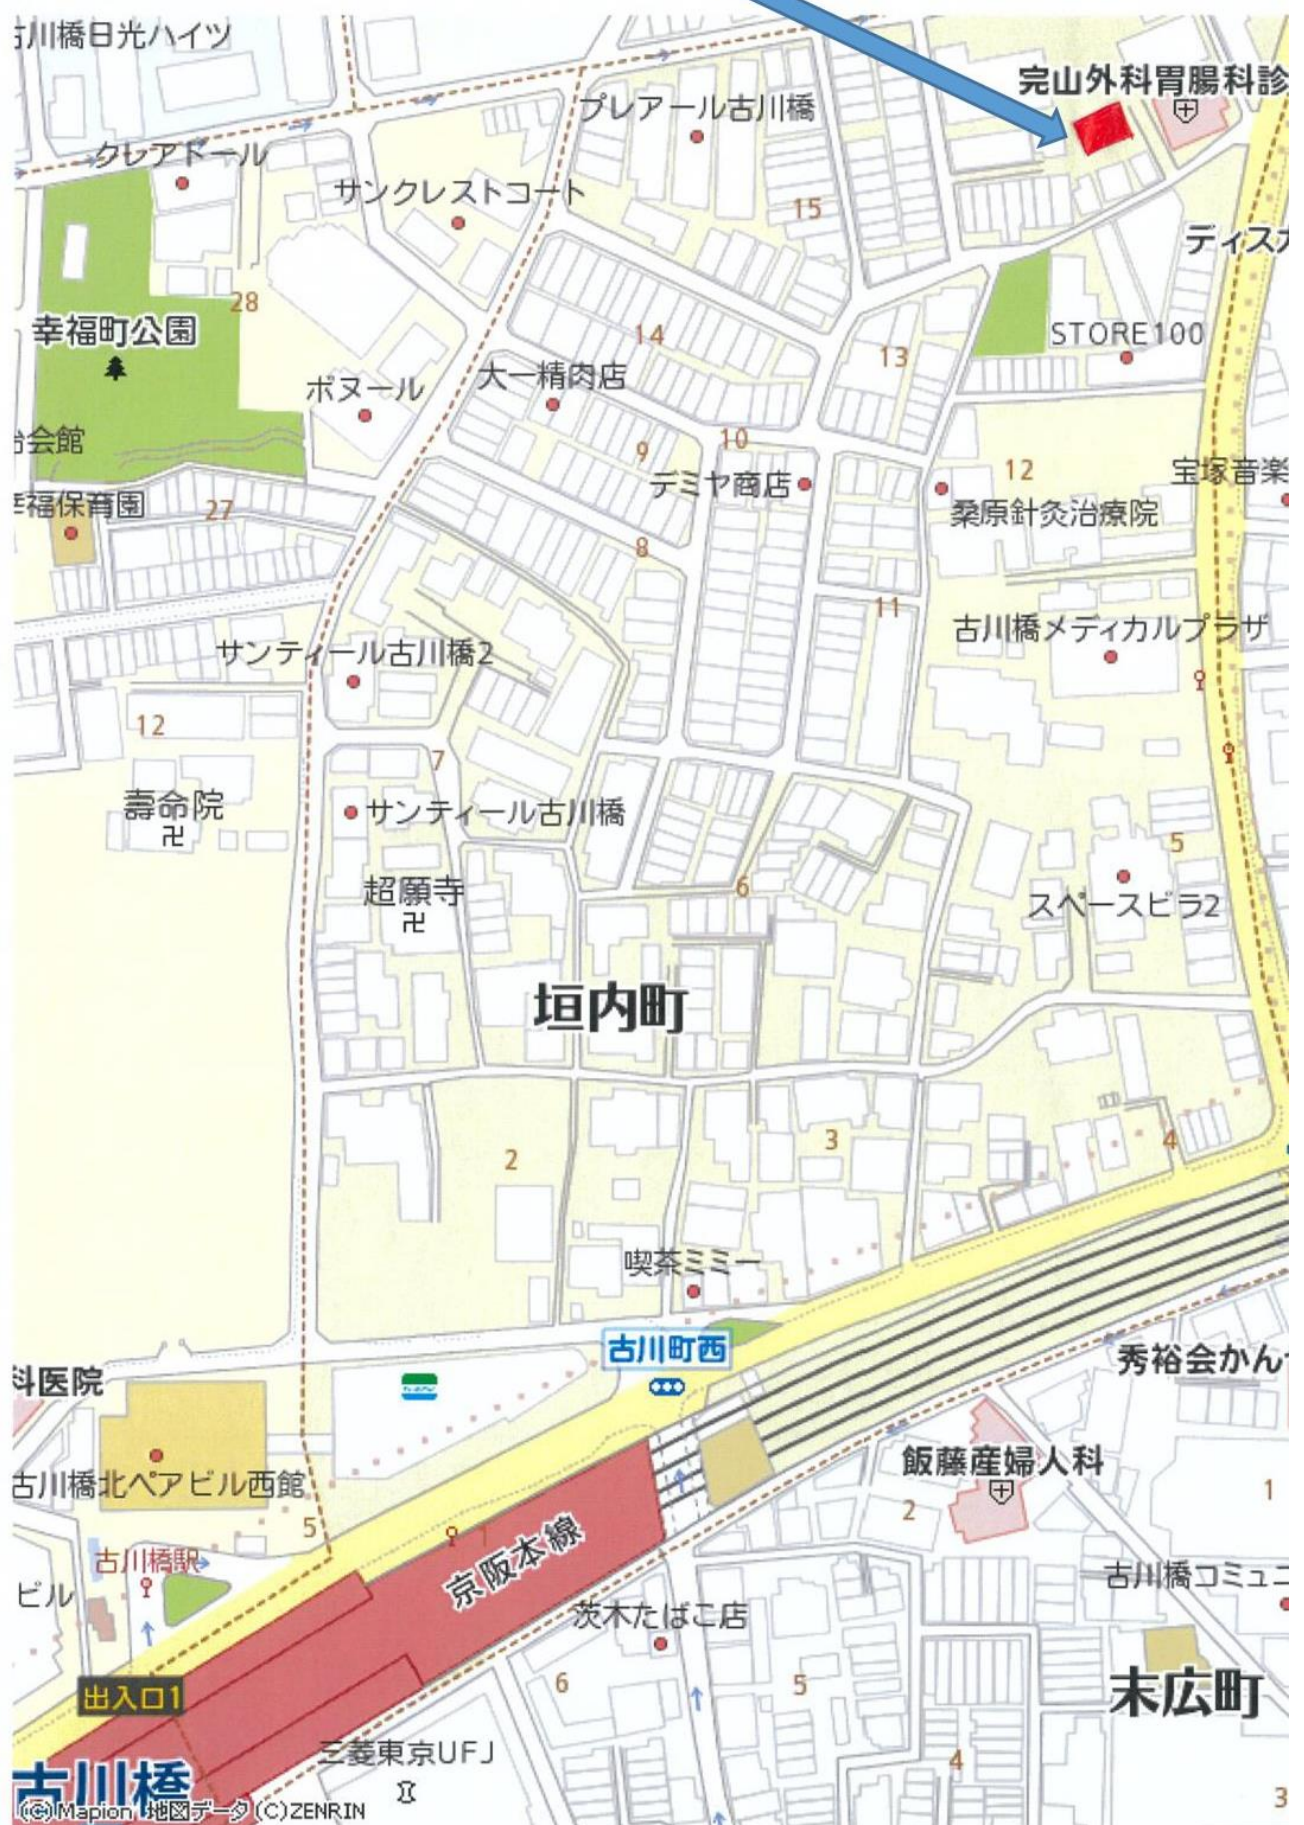 古川橋日光ハイツ
完山外科胃腸科診
プレアール古川橋
クレアドール
サンクレストコート
15
ディスカ
28
幸福町公園
14
13
STORE100
大一精肉店
ボヌール
治会館
9
10
12
宝塚音楽
デミヤ商店
幸福保育園
27
桑原針灸治療院
8
11
古川橋メディカルプラザ
サンティール古川橋2
12
7
壽命院
卍
サンティール古川橋
5
超願寺
卍
6
スペースビラ2
垣内町
2
3
4
喫茶ミミー
古川町西
科医院
秀裕会かん
飯藤産婦人科
古川橋北ペアビル西館
2
1
5
1
京阪本線
古川橋駅
ビル
古川橋コミュニ
茨木たばこ店
出入口1
6
5
末広町
三菱東京UFJ
4
古川橋
3
(C)Mapion 地図データ(C)ZENRIN